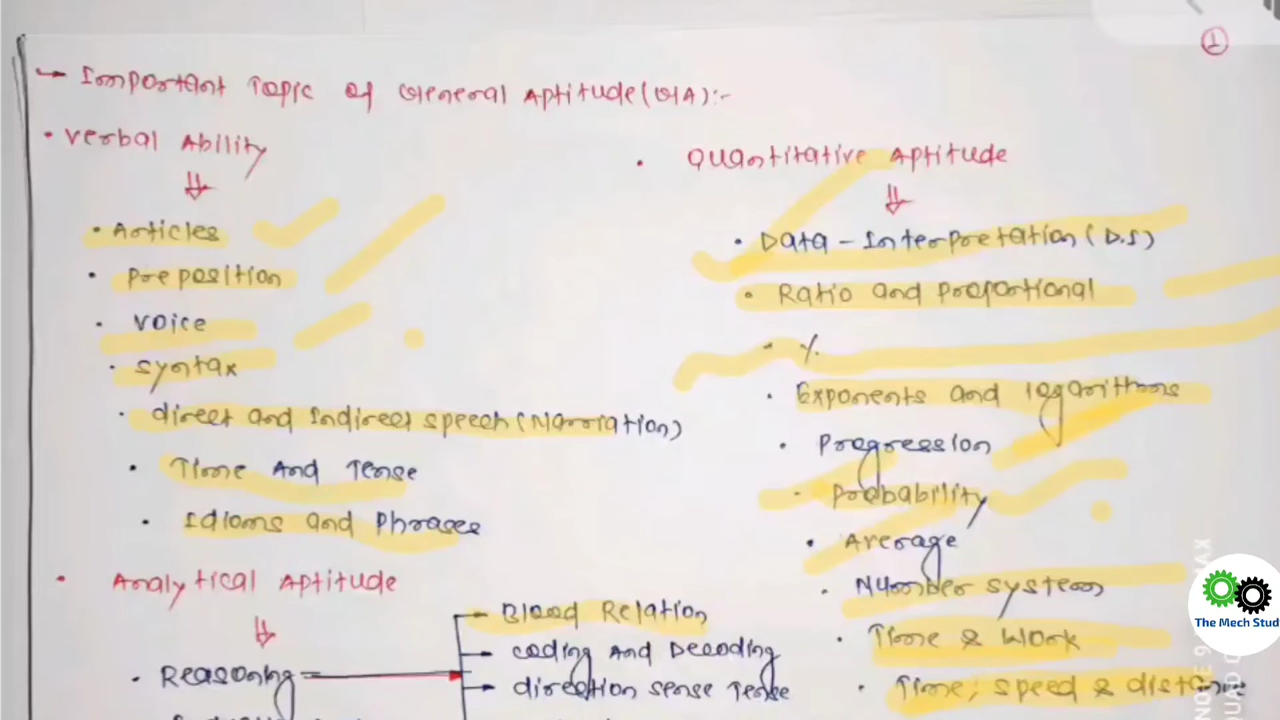 1
→ Important Topic of General Aptitude(GA):-
• Verbal Ability
• Articles
• Preposition
• Voice
• Syntax
• direct and Indirect speech (Narriation)
• Time And Tense
• Idioms and Phrases
• Analytical Aptitude
• Reasoning
Blood Relation
coding And Decoding
direction sense Tense
• Quantitative Aptitude
• Data - Interpretation (D.I)
• Ratio and Proportional
• %.
• Exponents and logarithms
• Progression
• Probability
• Average
• Number system
• Time & Work
• Time, speed & distance
The Mech Stud